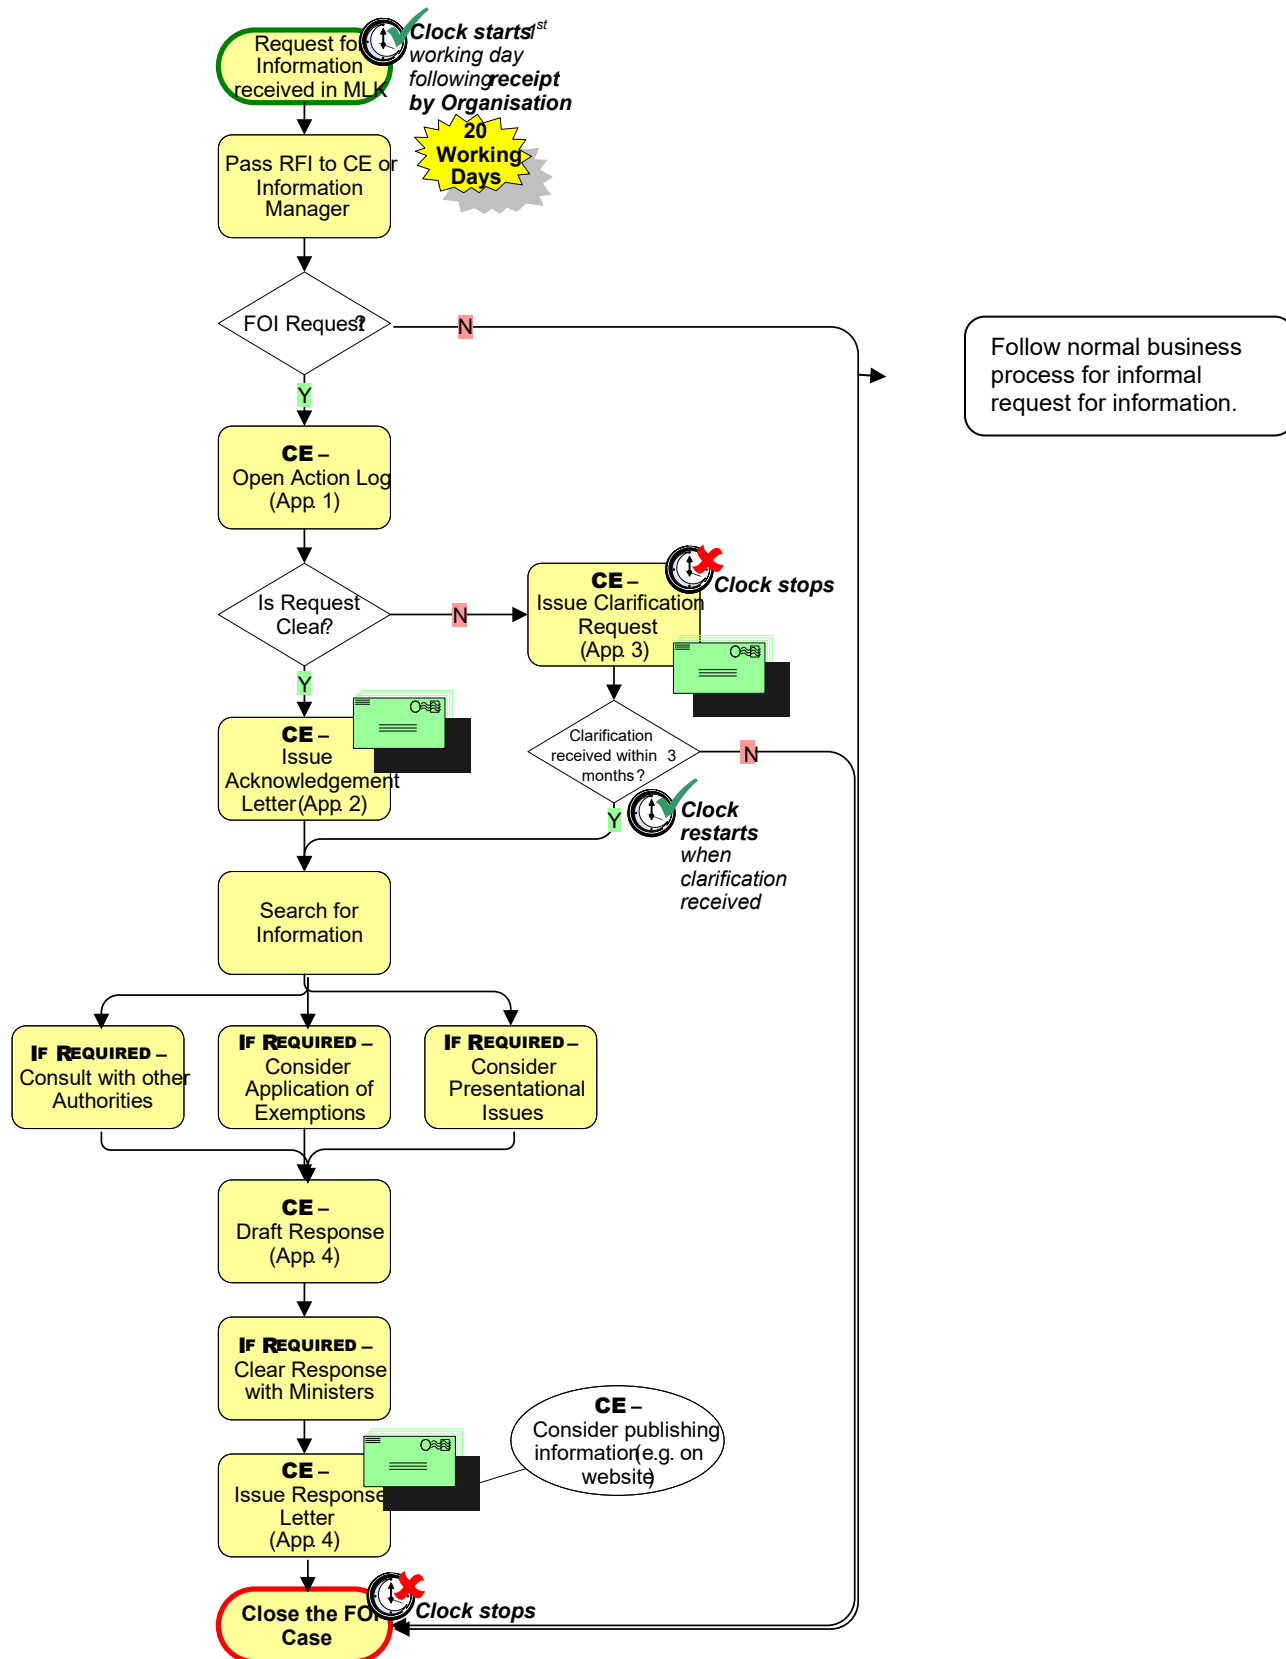 Request for
Information
received in MLK
Clock starts 1st
working day
following receipt
by Organisation
20
Working
Days
Pass RFI to CE or
Information
Manager
FOI Request?
N
Follow normal business
process for informal
request for information.
Y
CE –
Open Action Log
(App. 1)
Is Request
Clear?
N
CE –
Issue Clarification
Request
(App. 3)
Clock stops
Y
CE –
Issue
Acknowledgement
Letter (App. 2)
Clarification
received within 3
months?
N
Y
Clock
restarts
when
clarification
received
Search for
Information
IF REQUIRED –
Consult with other
Authorities
IF REQUIRED –
Consider
Application of
Exemptions
IF REQUIRED –
Consider
Presentational
Issues
CE –
Draft Response
(App. 4)
IF REQUIRED –
Clear Response
with Ministers
CE –
Consider publishing
information (e.g. on
website)
CE –
Issue Response
Letter
(App. 4)
Close the FOI
Case
Clock stops